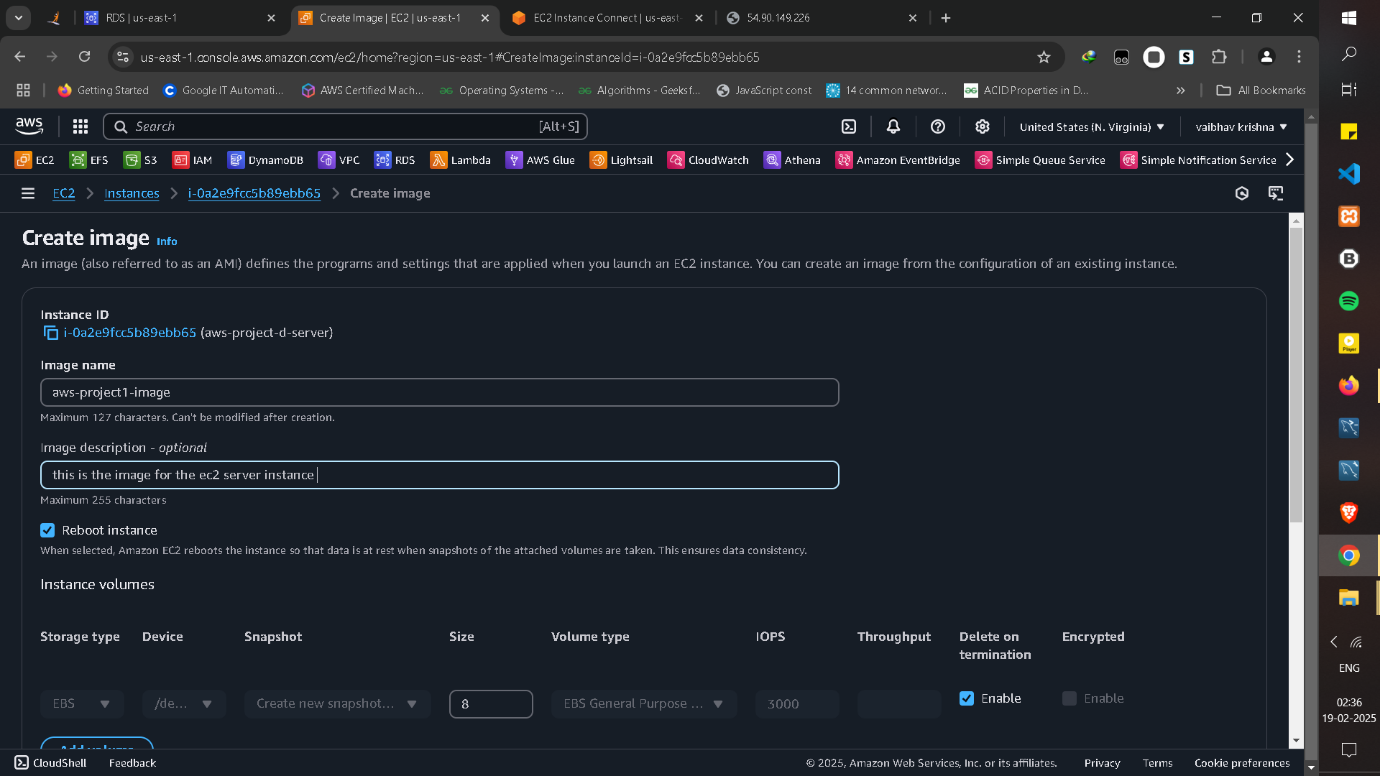 RDS | us-east-1
Create Image | EC2 | us-east-1
EC2 Instance Connect | us-east-
54.90.149.226
us-east-1.console.aws.amazon.com/ec2/home?region=us-east-1#CreateImage:instanceId=i-0a2e9fcc5b89ebb65
Getting Started
Google IT Automati...
AWS Certified Mach...
Operating Systems -...
Algorithms - Geeksf...
JavaScript const
14 common networ...
ACID Properties in D...
All Bookmarks
aws
Search
[Alt+S]
United States (N. Virginia)
vaibhav krishna
EC2
EFS
S3
IAM
DynamoDB
VPC
RDS
Lambda
AWS Glue
Lightsail
CloudWatch
Athena
Amazon EventBridge
Simple Queue Service
Simple Notification Service
EC2
Instances
i-0a2e9fcc5b89ebb65
Create image
Create image Info
An image (also referred to as an AMI) defines the programs and settings that are applied when you launch an EC2 instance. You can create an image from the configuration of an existing instance.
Instance ID
i-0a2e9fcc5b89ebb65 (aws-project-d-server)
Image name
aws-project1-image
Maximum 127 characters. Can't be modified after creation.
Image description - optional
this is the image for the ec2 server instance
Maximum 255 characters
Reboot instance
When selected, Amazon EC2 reboots the instance so that data is at rest when snapshots of the attached volumes are taken. This ensures data consistency.
Instance volumes
Storage type
Device
Snapshot
Size
Volume type
IOPS
Throughput
Delete on
termination
Encrypted
EBS
/de...
Create new snapshot...
8
EBS General Purpose ...
3000
Enable
Enable
Add volume
CloudShell
Feedback
© 2025, Amazon Web Services, Inc. or its affiliates.
Privacy
Terms
Cookie preferences
ENG
02:36
19-02-2025